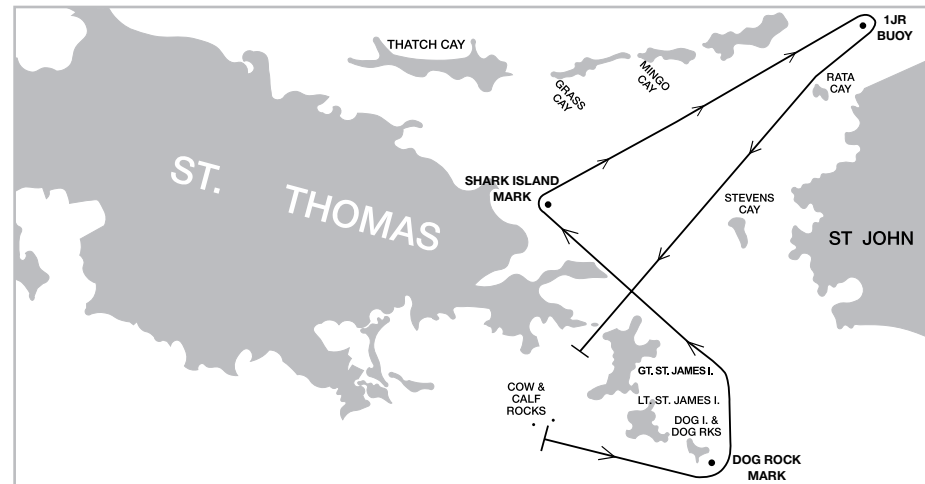 1JR
BUOY
THATCH CAY
MINGO
CAY
GRASS
CAY
RATA
CAY
ST. THOMAS
SHARK ISLAND
MARK
STEVENS
CAY
ST JOHN
GT. ST. JAMES I.
COW &
CALF
ROCKS
LT. ST. JAMES I.
DOG I. &
DOG RKS
DOG ROCK
MARK